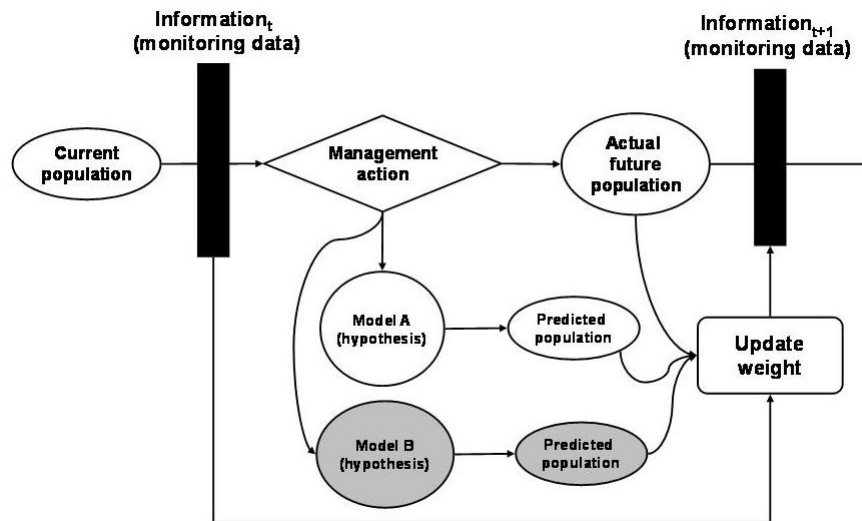 Information_t
(monitoring data)
Information_t+1
(monitoring data)
Current
population
Management
action
Actual
future
population
Model A
(hypothesis)
Predicted
population
Update
weight
Model B
(hypothesis)
Predicted
population